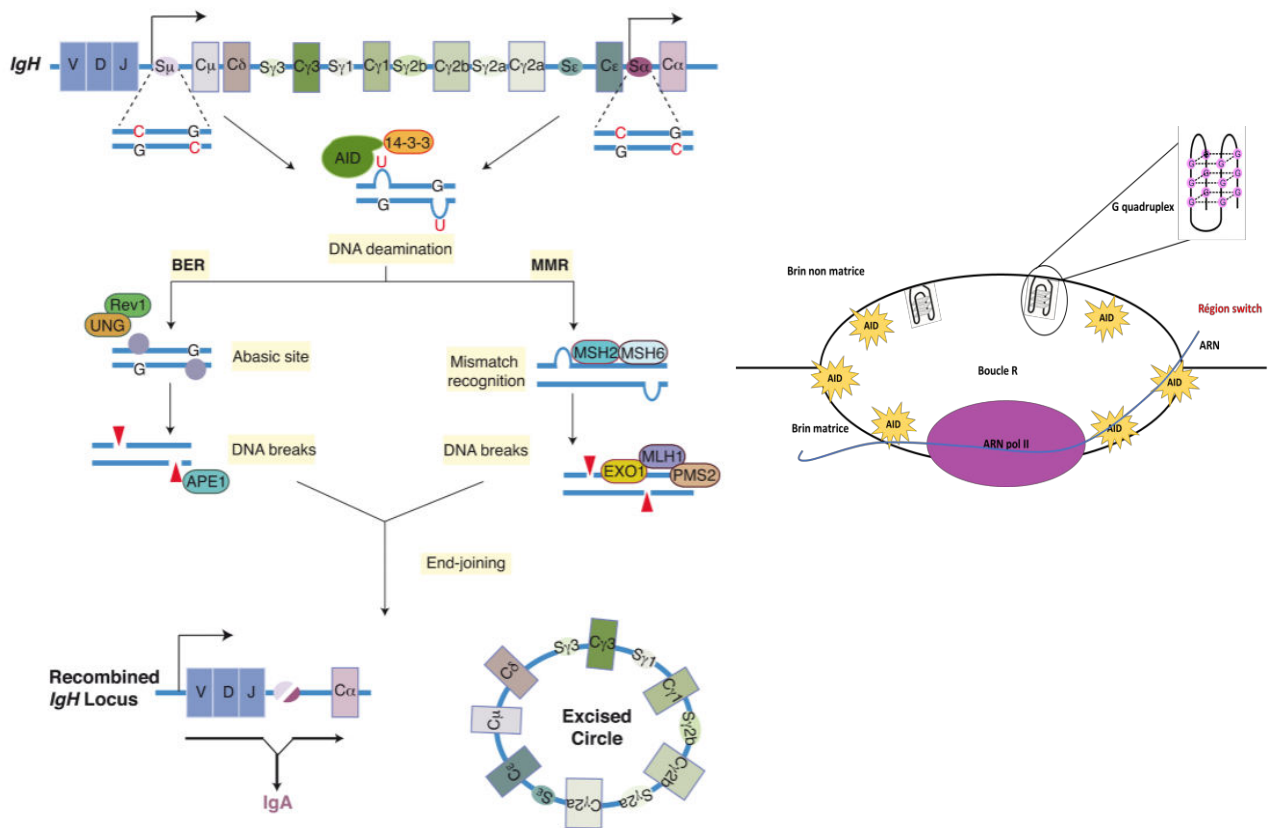 IgH
V D J Sμ Cμ Cδ Sγ3 Cγ3 Sγ1 Cγ1 Sγ2b Cγ2b Sγ2a Cγ2a Sε Cε Sα Cα
C G
G C
C G
G C
AID 14-3-3
U
G
G
U
DNA deamination
BER
MMR
Rev1
UNG
G
G
Abasic site
Mismatch
recognition
MSH2 MSH6
DNA breaks
DNA breaks
APE1
MLH1
EXO1
PMS2
End-joining
Recombined
IgH Locus
V D J Cα
IgA
Sγ3
Cγ3
Sγ1
Cγ1
Sγ2b
Cγ2b
Sγ2a
Cγ2a
Sε
Cε
Cμ
Cδ
Excised
Circle
G G
G G
G G
G G
G G
G G
G quadruplex
Brin non matrice
AID
AID
Région switch
ARN
Boucle R
AID
AID
AID
AID
Brin matrice
ARN pol II